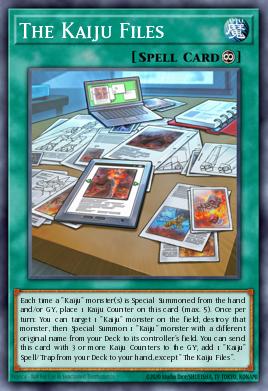 The Kaiju Files
魔
[Spell Card]
Each time a "Kaiju" monster(s) is Special Summoned from the hand
and/or GY, place 1 Kaiju Counter on this card (max. 5). Once per
turn: You can target 1 "Kaiju" monster on the field; destroy that
monster, then Special Summon 1 "Kaiju" monster with a different
original name from your Deck to its controller's field. You can send
this card with 3 or more Kaiju Counters to the GY; add 1 "Kaiju"
Spell/Trap from your Deck to your hand, except "The Kaiju Files".